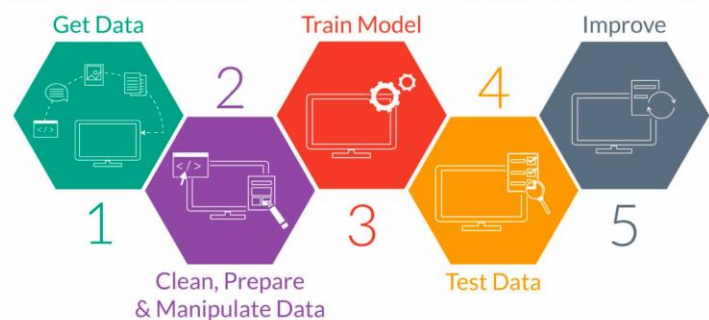 Get Data
1
2
Clean, Prepare
& Manipulate Data
Train Model
3
4
Test Data
Improve
5
</>
</>